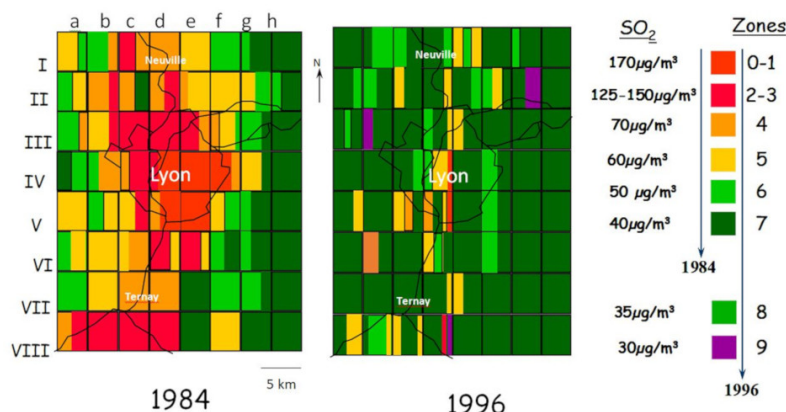 a b c d e f g h
I
II
III
IV
V
VI
VII
VIII
Neuville
Lyon
Ternay
5 km
1984
N
Neuville
Lyon
Ternay
1996
SO₂ Zones
170µg/m³ 0-1
125-150µg/m³ 2-3
70µg/m³ 4
60µg/m³ 5
50 µg/m³ 6
40µg/m³ 7
1984
35µg/m³ 8
30µg/m³ 9
1996